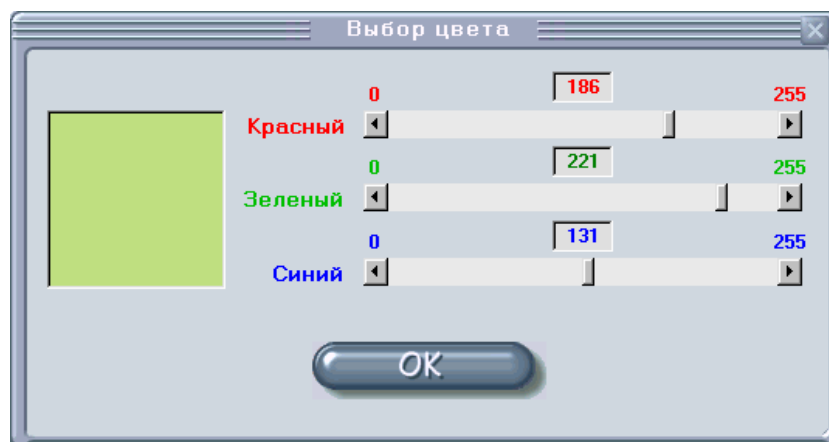 Выбор цвета
0 186 255
Красный
0 221 255
Зеленый
0 131 255
Синий
OK